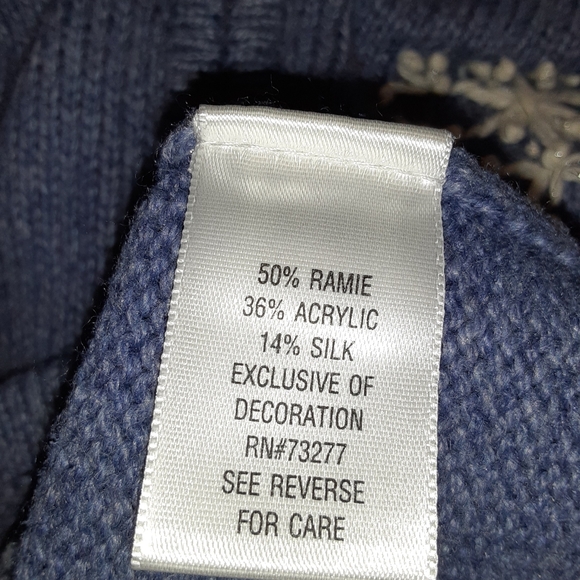 50% RAMIE
36% ACRYLIC
14% SILK
EXCLUSIVE OF
DECORATION
RN#73277
SEE REVERSE
FOR CARE